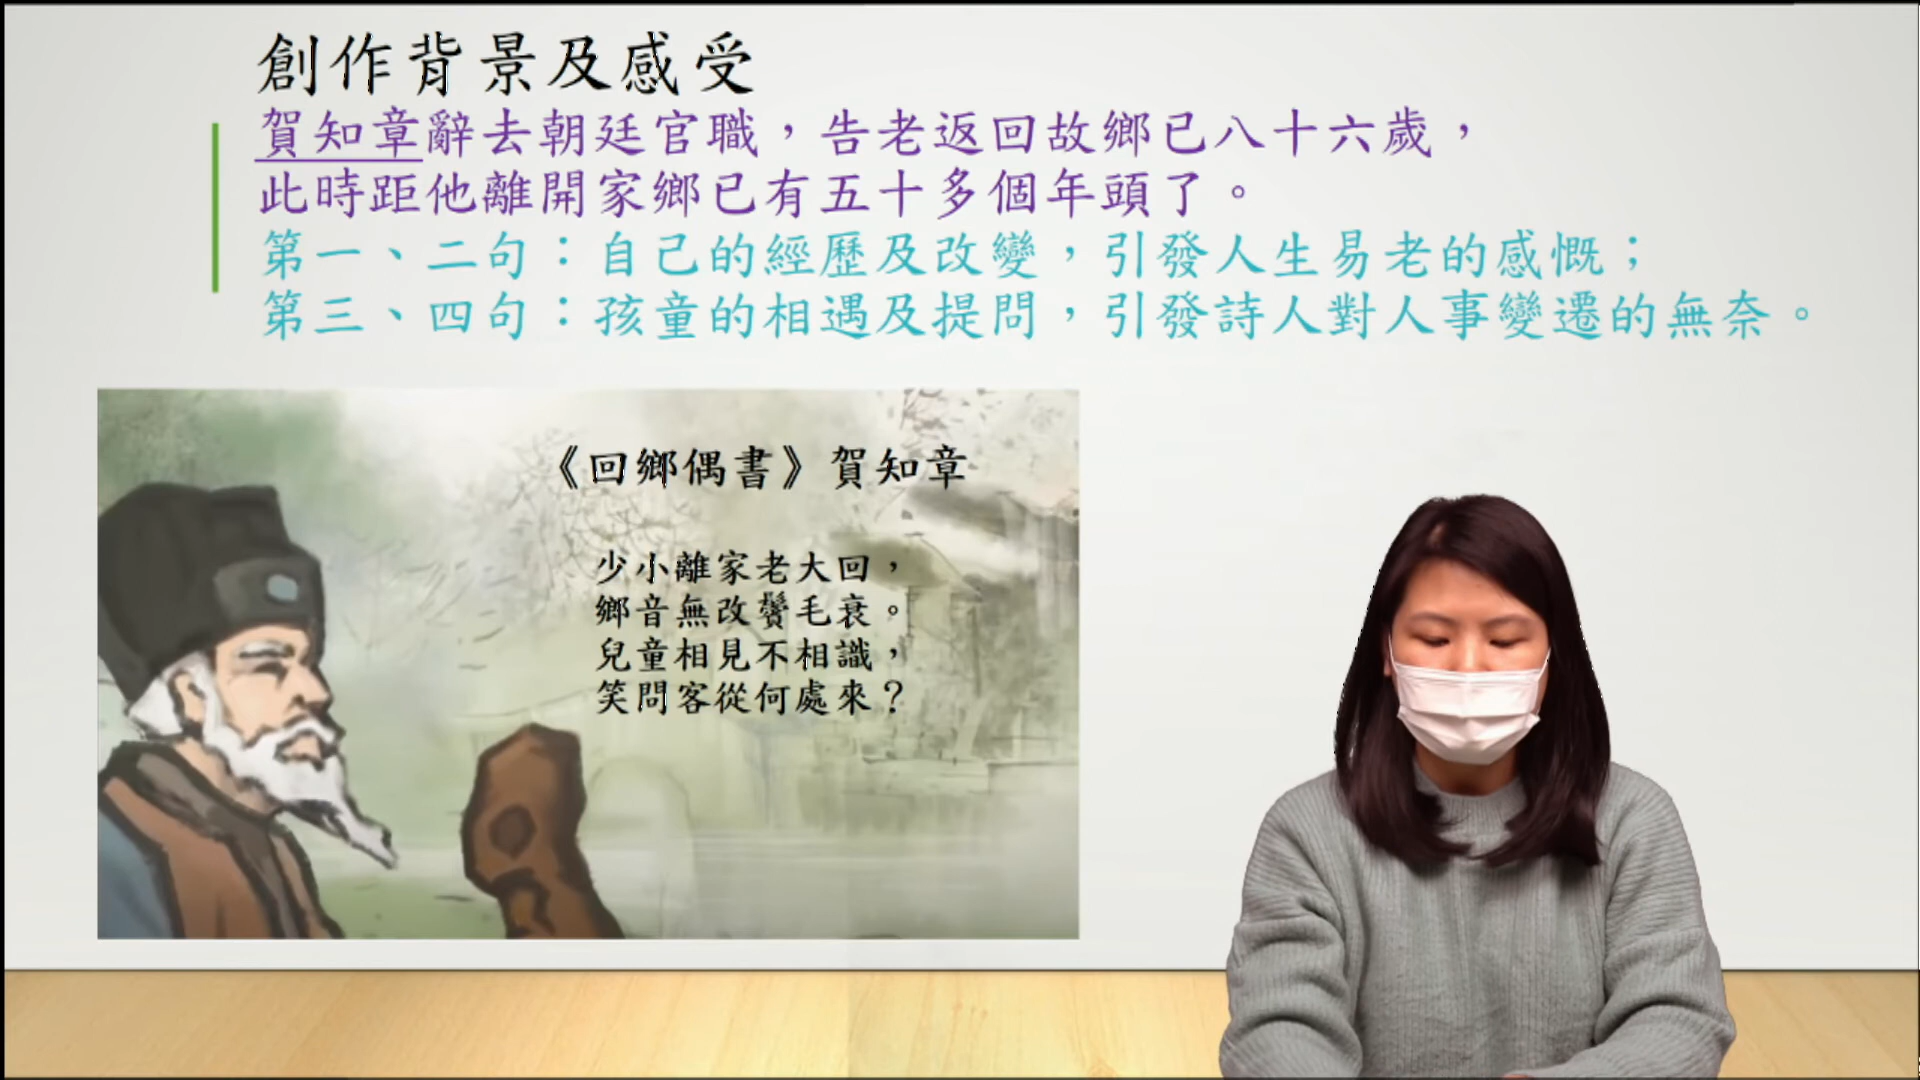 創作背景及感受
賀知章辭去朝廷官職，告老返回故鄉已八十六歲，
此時距他離開家鄉已有五十多個年頭了。
第一、二句：自己的經歷及改變，引發人生易老的感慨；
第三、四句：孩童的相遇及提問，引發詩人對人事變遷的無奈。
《回鄉偶書》賀知章
少小離家老大回，
鄉音無改鬢毛衰。
兒童相見不相識，
笑問客從何處來？